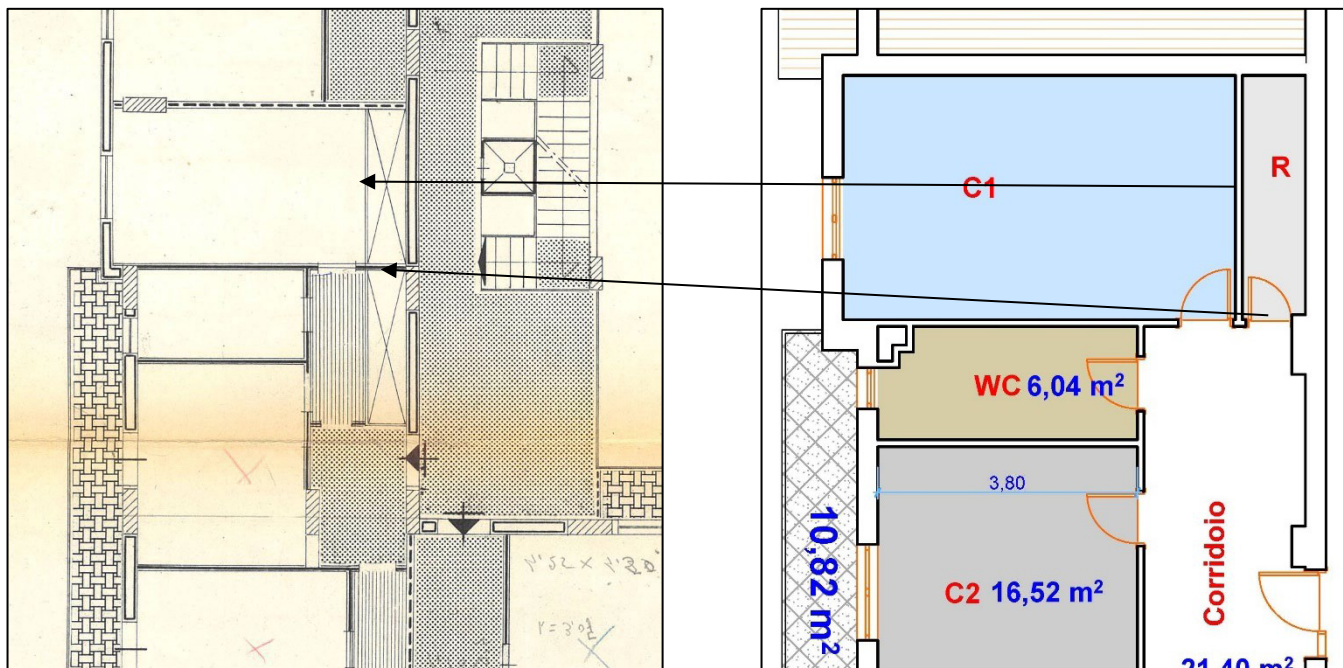 C1
R
WC 6,04 m²
3,80
10,82 m²
C2 16,52 m²
Corridoio
21,40 m²